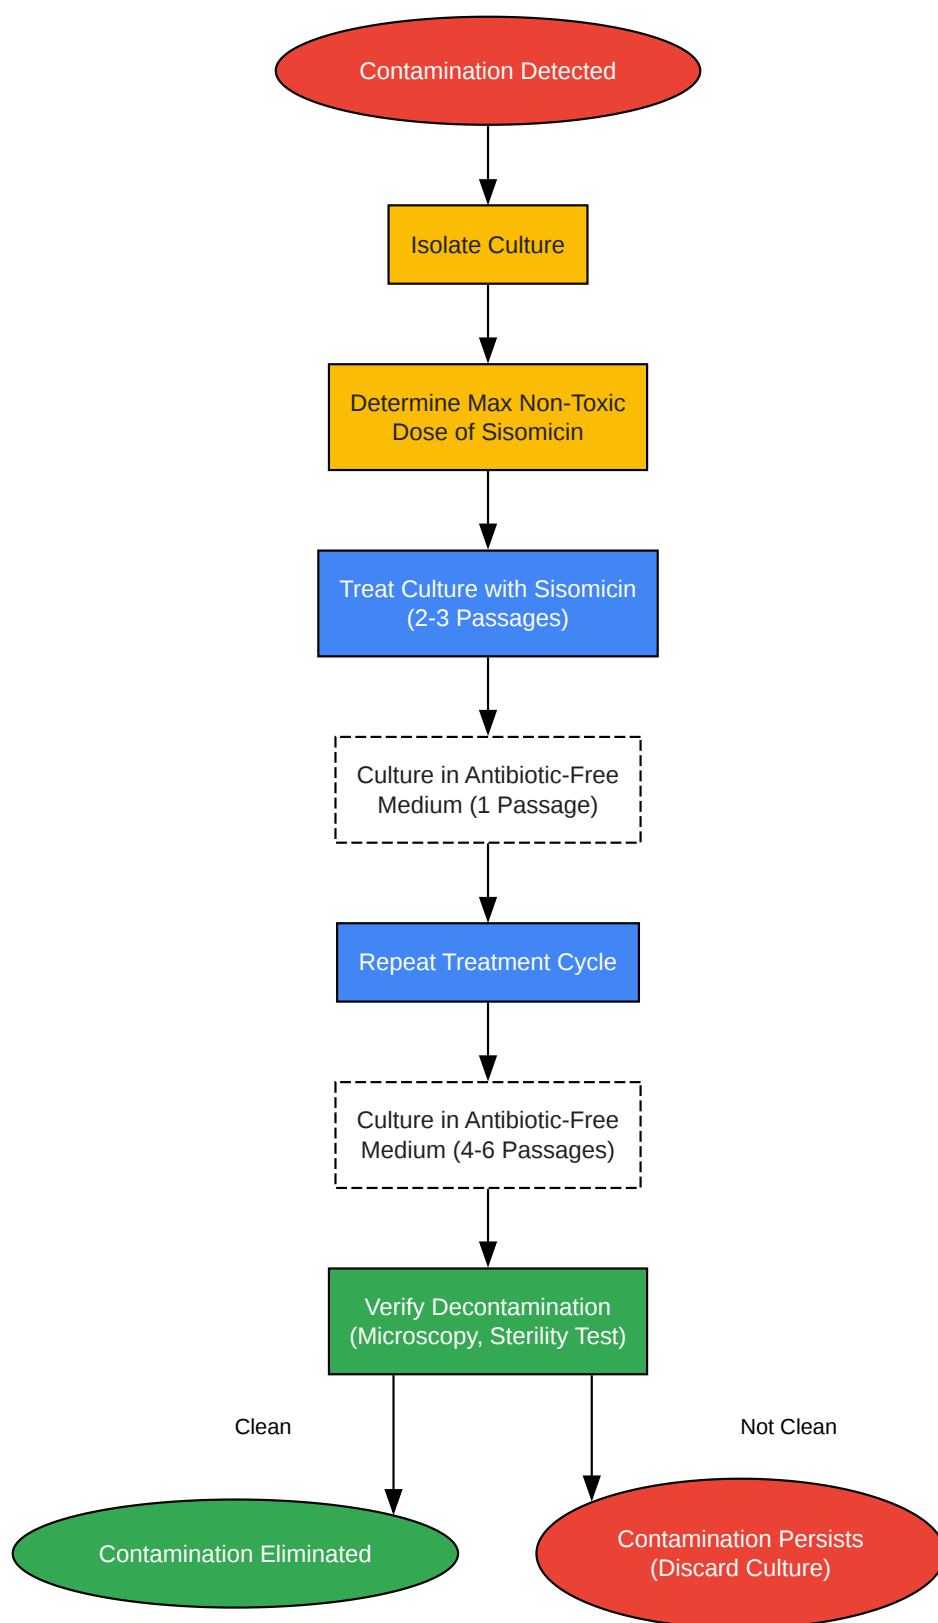 Contamination Detected
Isolate Culture
Determine Max Non-Toxic
Dose of Sisomicin
Treat Culture with Sisomicin
(2-3 Passages)
Culture in Antibiotic-Free
Medium (1 Passage)
Repeat Treatment Cycle
Culture in Antibiotic-Free
Medium (4-6 Passages)
Verify Decontamination
(Microscopy, Sterility Test)
Clean
Not Clean
Contamination Eliminated
Contamination Persists
(Discard Culture)